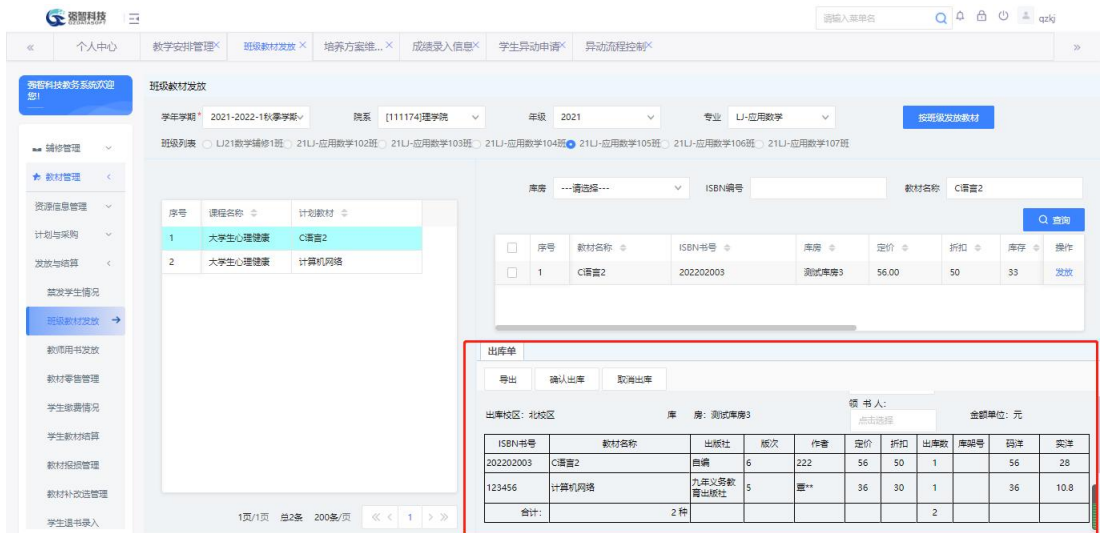 强智科技
QZDATASOFT
请输入菜单名
qzkj
« 个人中心 教学安排管理× 班级教材发放 × 培养方案维... × 成绩录入信息× 学生异动申请× 异动流程控制× »
强智科技教务系统欢迎
您!
辅修管理
教材管理
资源信息管理
计划与采购
发放与结算
禁发学生情况
班级教材发放
教师用书发放
教材零售管理
学生缴费情况
学生教材结算
教材报损管理
教材补改选管理
学生退书录入
班级教材发放
学年学期* 2021-2022-1秋季学期 院系 [111174]理学院 年级 2021 专业 LJ-应用数学 按班级发放教材
班级列表 LJ21数学辅修1班 21LJ-应用数学102班 21LJ-应用数学103班 21LJ-应用数学104班 21LJ-应用数学105班 21LJ-应用数学106班 21LJ-应用数学107班
序号 课程名称 计划教材
1 大学生心理健康 C语言2
2 大学生心理健康 计算机网络
1页/1页 总2条 200条/页 1
库房 ---请选择--- ISBN编号 教材名称 C语言2
查询
序号 教材名称 ISBN书号 库房 定价 折扣 库存 操作
1 C语言2 202202003 测试库房3 56.00 50 33 发放
出库单
导出 确认出库 取消出库
出库校区: 北校区 库 房: 测试库房3 领 书 人: 点击选择 金额单位: 元
ISBN书号 教材名称 出版社 版次 作者 定价 折扣 出库数 库架号 码洋 实洋
202202003 C语言2 自编 6 222 56 50 1 56 28
123456 计算机网络 九年义务教育出版社 5 覃** 36 30 1 36 10.8
合计: 2 种 2